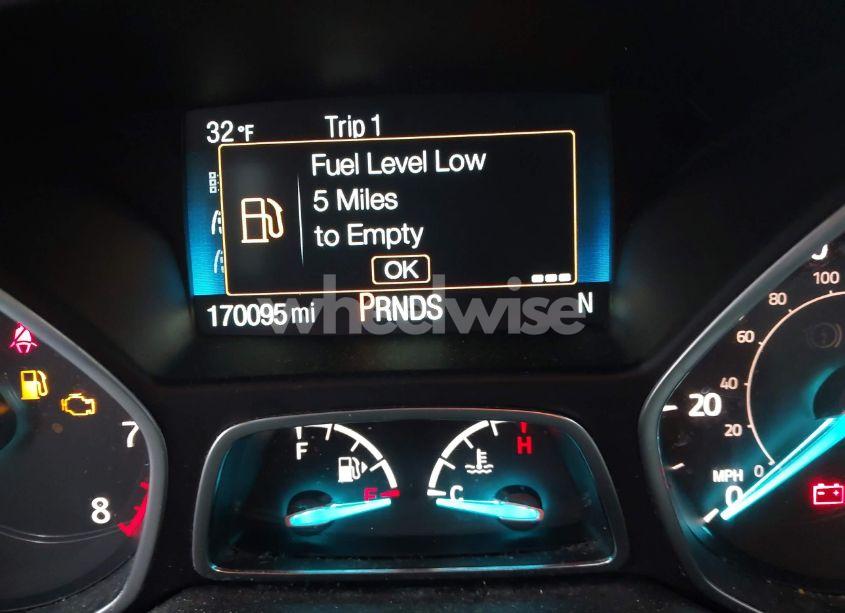 32°F Trip 1
Fuel Level Low
5 Miles
to Empty
OK
170095 mi PRNDS N
wheelwise
7
8
F
E
H
C
100
80
60
40
20
0
20
0
MPH